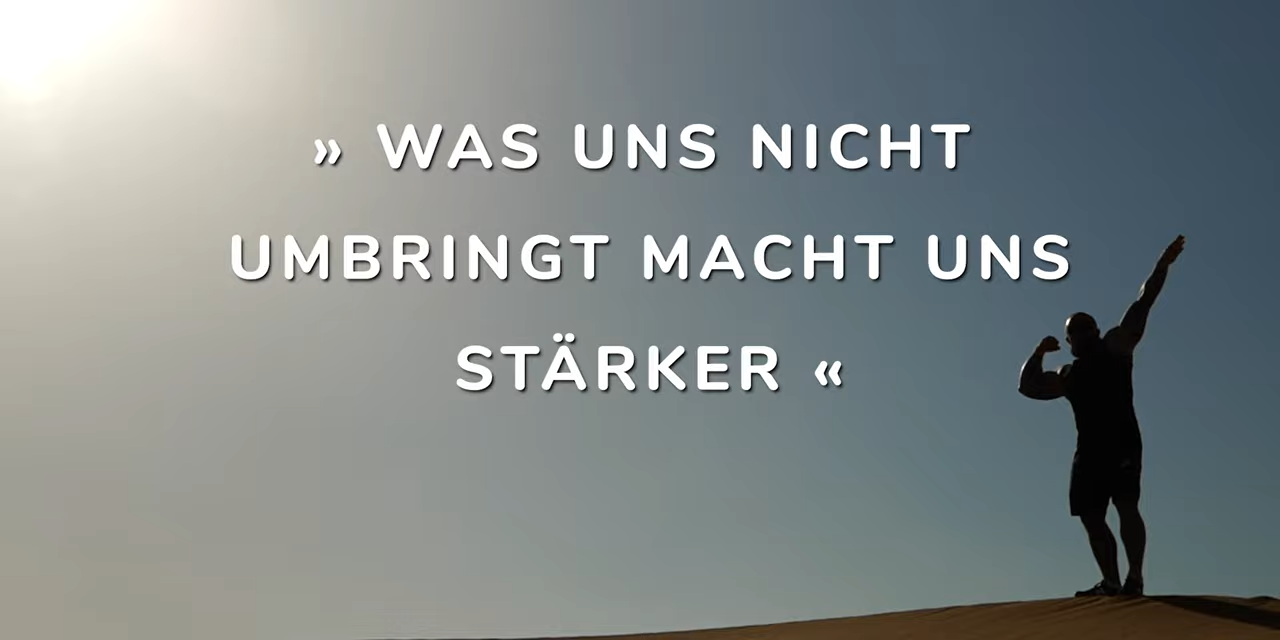 » WAS UNS NICHT
UMBRINGT MACHT UNS
STÄRKER «